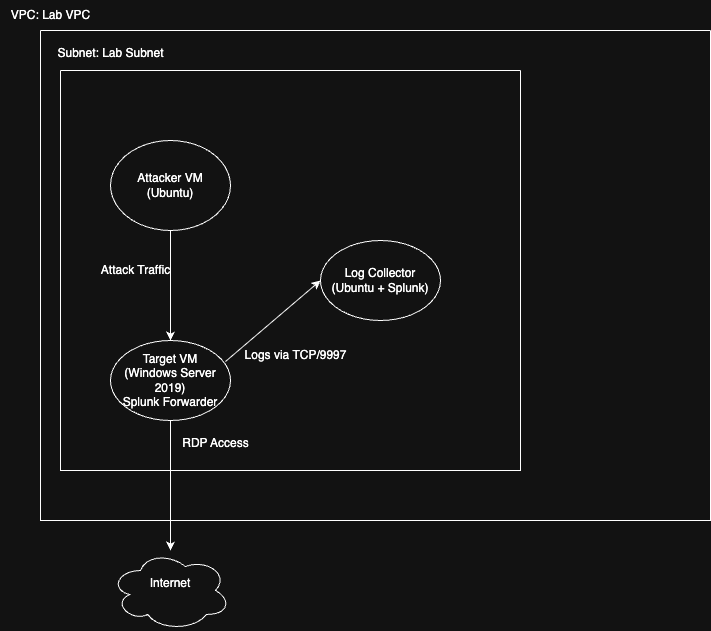 VPC: Lab VPC
Subnet: Lab Subnet
Attacker VM
(Ubuntu)
Attack Traffic
Log Collector
(Ubuntu + Splunk)
Logs via TCP/9997
Target VM
(Windows Server
2019)
Splunk Forwarder
RDP Access
Internet